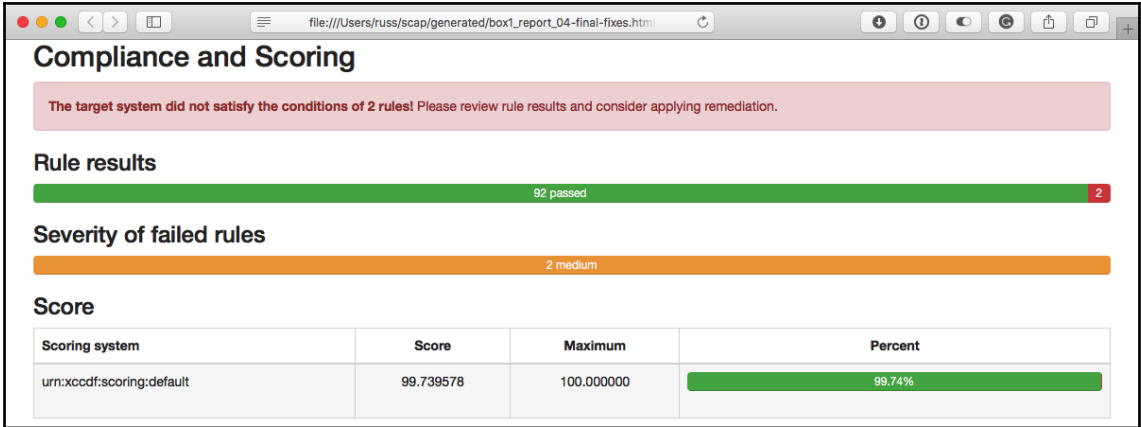 file:///Users/russ/scap/generated/box1_report_04-final-fixes.html
Compliance and Scoring
The target system did not satisfy the conditions of 2 rules! Please review rule results and consider applying remediation.
Rule results
92 passed 2
Severity of failed rules
2 medium
Score
Scoring system Score Maximum Percent
urn:xccdf:scoring:default 99.739578 100.000000 99.74%